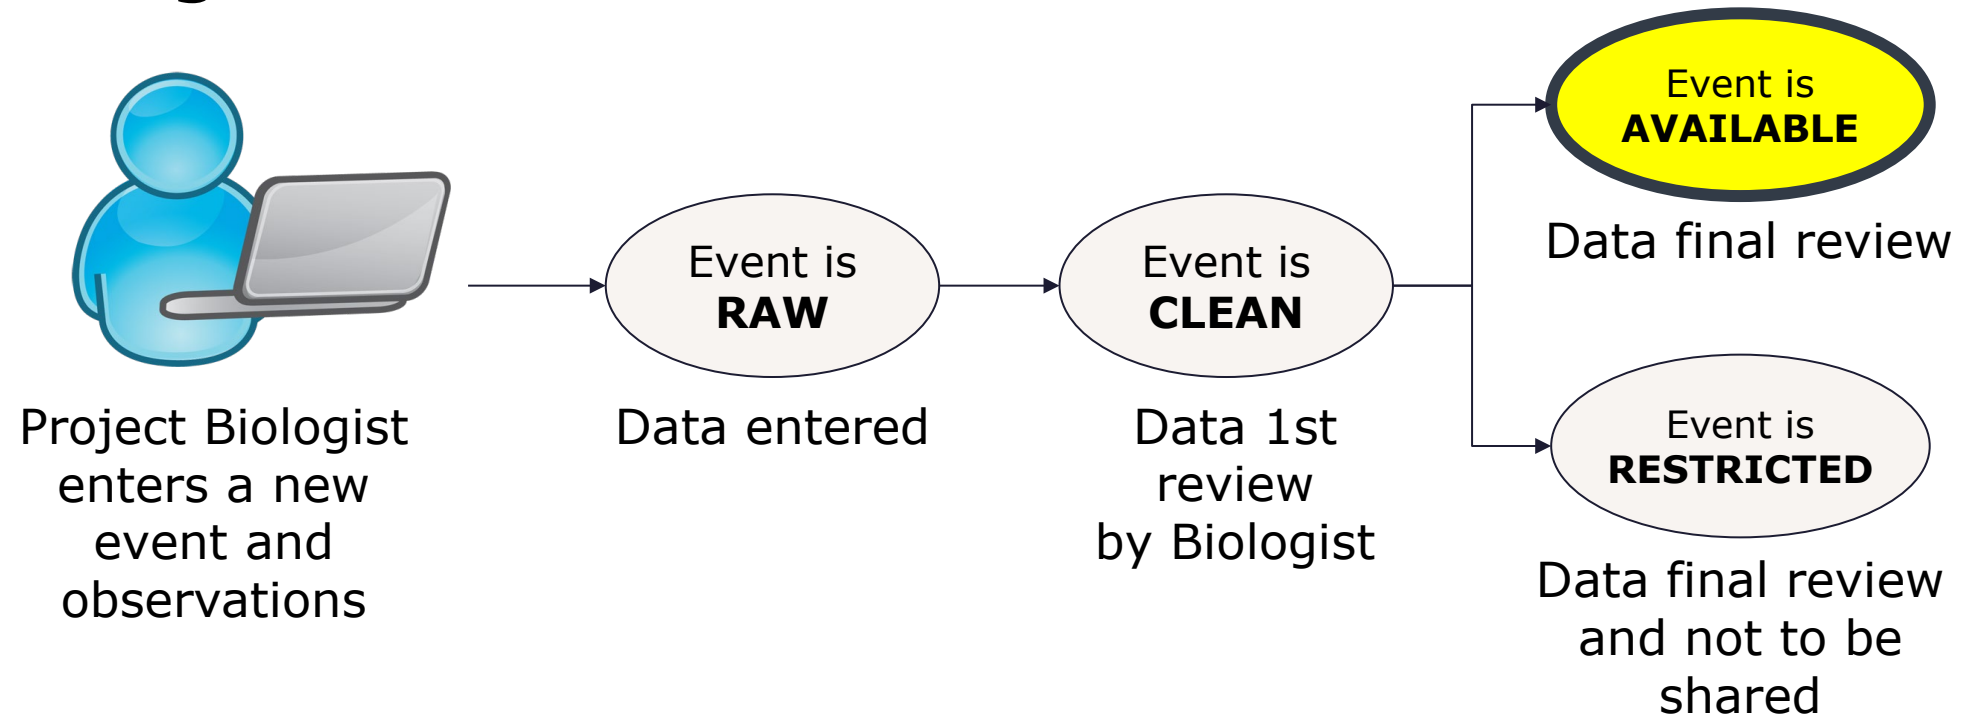 Project Biologist
enters a new
event and
observations
Event is
RAW
Data entered
Event is
CLEAN
Data 1st
review
by Biologist
Event is
AVAILABLE
Data final review
Event is
RESTRICTED
Data final review
and not to be
shared